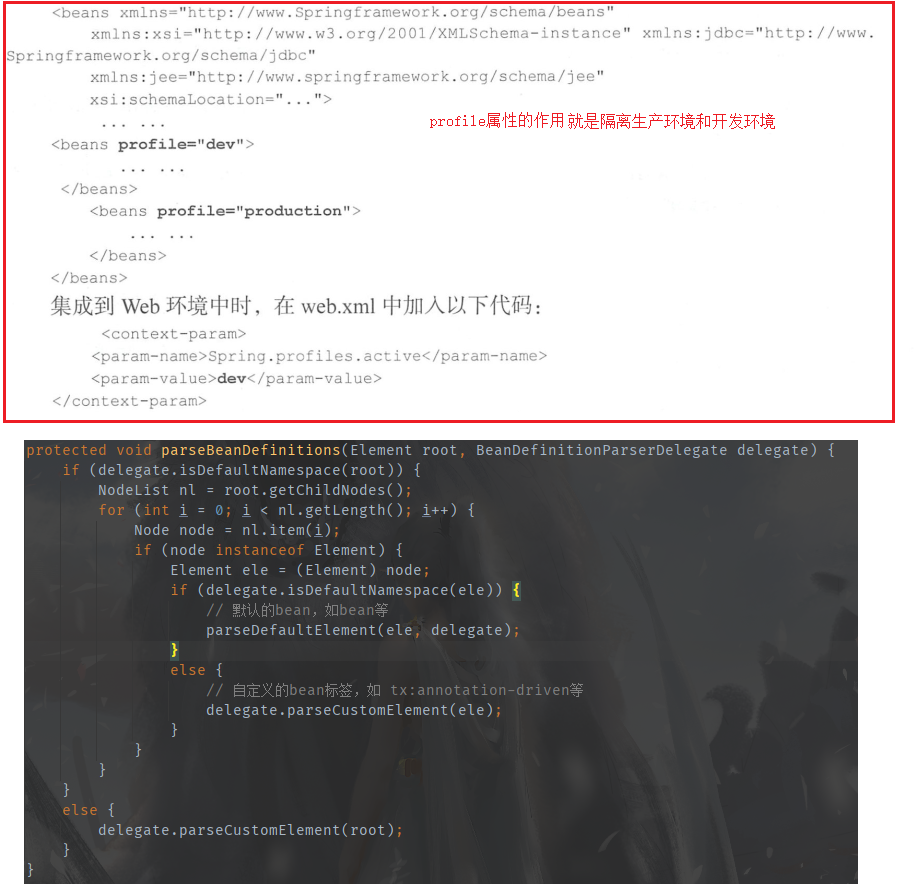 <beans xmlns="http://www.Springframework.org/schema/beans"
xmlns:xsi="http://www.w3.org/2001/XMLSchema-instance" xmlns:jdbc="http://www.
Springframework.org/schema/jdbc"
xmlns:jee="http://www.springframework.org/schema/jee"
xsi:schemaLocation="...">
... ...
profile属性的作用就是隔离生产环境和开发环境
<beans profile="dev">
... ...
</beans>
<beans profile="production">
... ...
</beans>
</beans>
集成到 Web 环境中时，在 web.xml 中加入以下代码：
<context-param>
<param-name>Spring.profiles.active</param-name>
<param-value>dev</param-value>
</context-param>
protected void parseBeanDefinitions(Element root, BeanDefinitionParserDelegate delegate) {
if (delegate.isDefaultNamespace(root)) {
NodeList nl = root.getChildNodes();
for (int i = 0; i < nl.getLength(); i++) {
Node node = nl.item(i);
if (node instanceof Element) {
Element ele = (Element) node;
if (delegate.isDefaultNamespace(ele)) {
// 默认的bean，如bean等
parseDefaultElement(ele, delegate);
}
else {
// 自定义的bean标签，如 tx:annotation-driven等
delegate.parseCustomElement(ele);
}
}
}
}
else {
delegate.parseCustomElement(root);
}
}